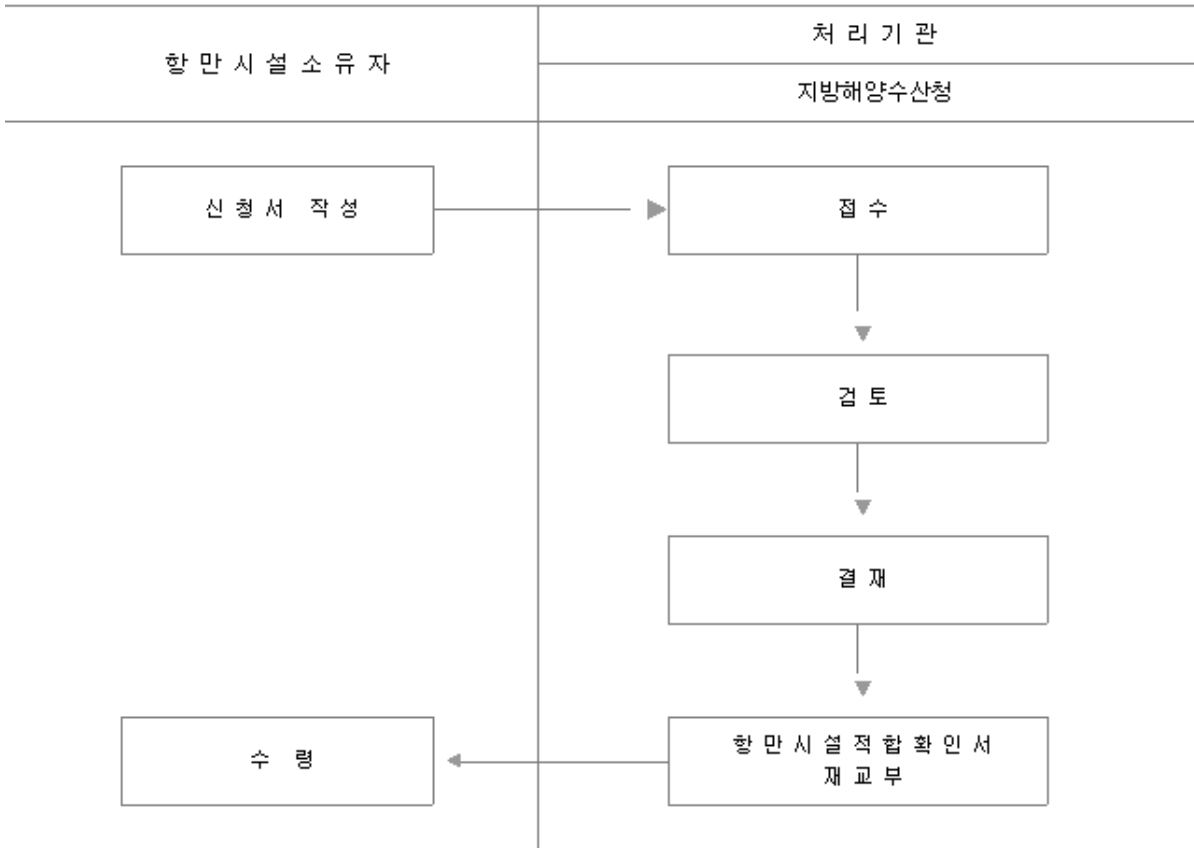 항 만 시 설 소 유 자
처 리 기 관
지방해양수산청
신 청 서 작 성
접 수
검 토
결 재
항 만 시 설 적 합 확 인 서
재 교 부
수 령